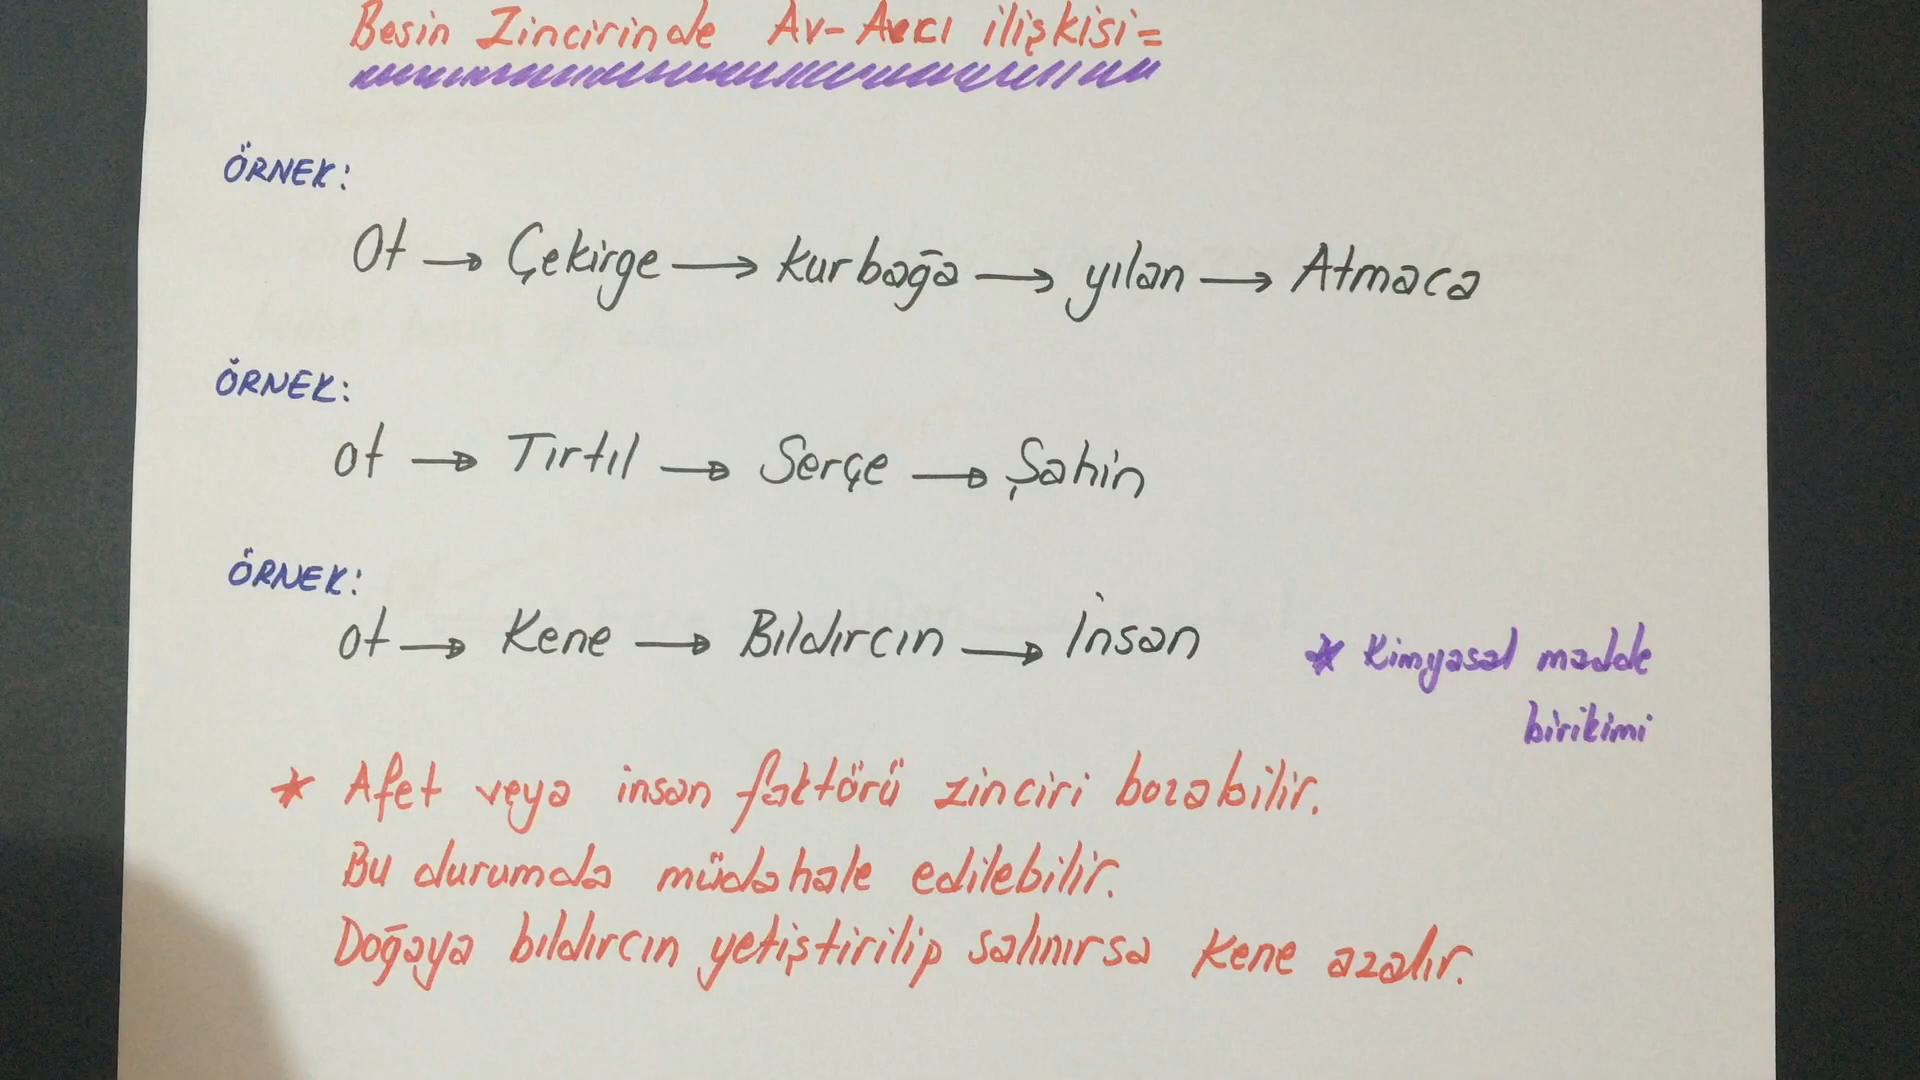 Besin Zincirinde Av-Avcı ilişkisi=
ÖRNEK:
Ot → Çekirge → kurbağa → yılan → Atmaca
ÖRNEK:
ot → Tırtıl → Serçe → Şahin
ÖRNEK:
ot → Kene → Bıldırcın → İnsan
* Kimyasal madde
birikimi
* Afet veya insan faktörü zinciri bozabilir.
Bu durumda müdahale edilebilir.
Doğaya bıldırcın yetiştirilip salınırsa Kene azalır.